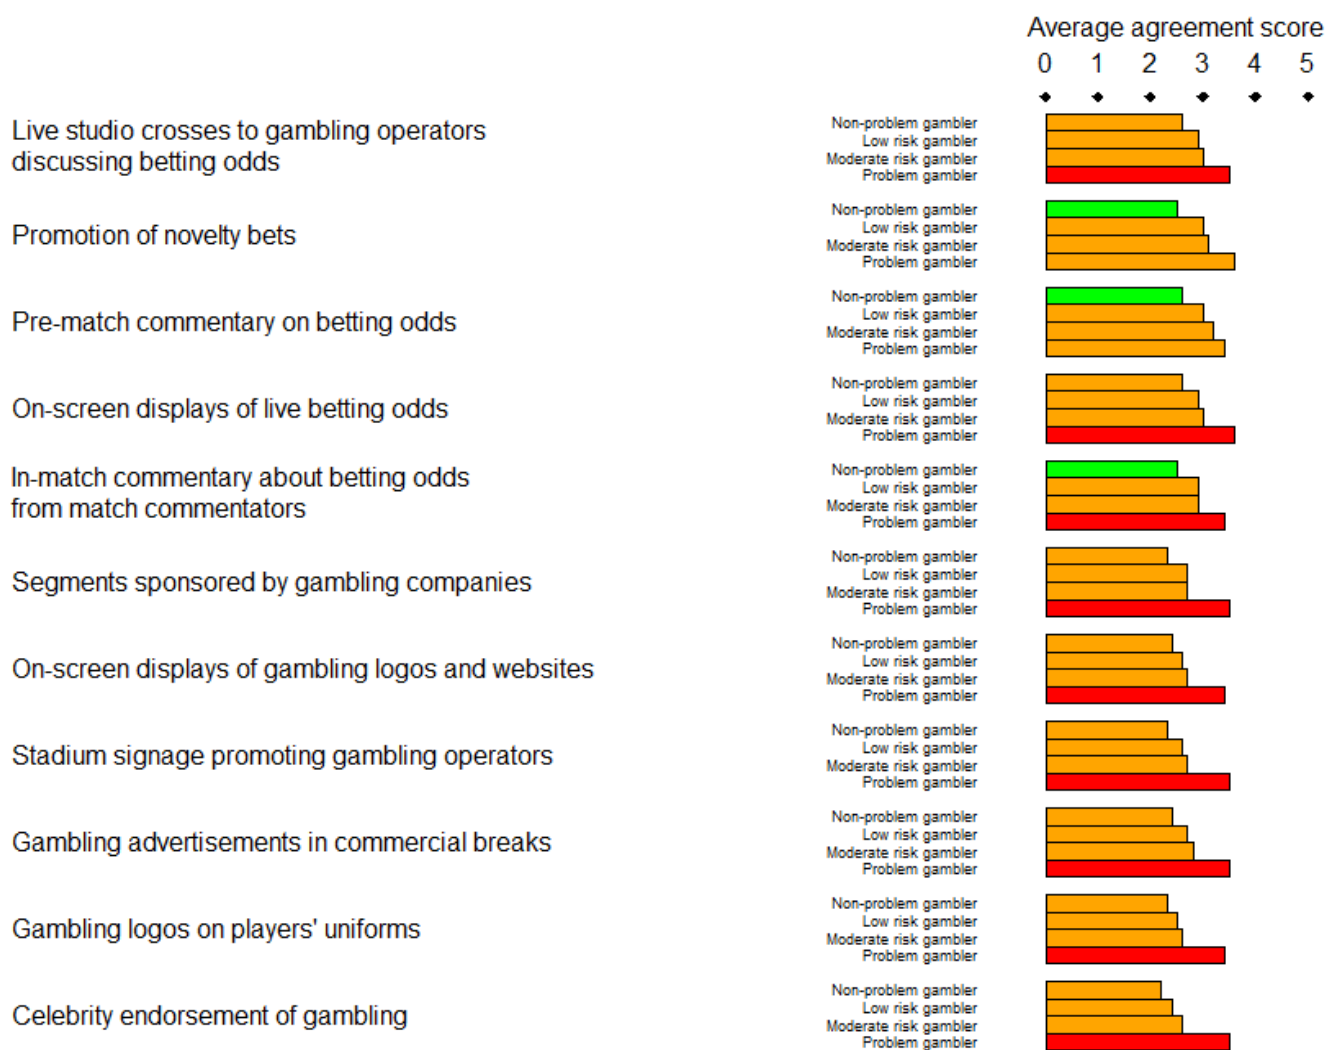 Average agreement score
0 1 2 3 4 5
Live studio crosses to gambling operators
discussing betting odds
Non-problem gambler
Low risk gambler
Moderate risk gambler
Problem gambler
Promotion of novelty bets
Non-problem gambler
Low risk gambler
Moderate risk gambler
Problem gambler
Pre-match commentary on betting odds
Non-problem gambler
Low risk gambler
Moderate risk gambler
Problem gambler
On-screen displays of live betting odds
Non-problem gambler
Low risk gambler
Moderate risk gambler
Problem gambler
In-match commentary about betting odds
from match commentators
Non-problem gambler
Low risk gambler
Moderate risk gambler
Problem gambler
Segments sponsored by gambling companies
Non-problem gambler
Low risk gambler
Moderate risk gambler
Problem gambler
On-screen displays of gambling logos and websites
Non-problem gambler
Low risk gambler
Moderate risk gambler
Problem gambler
Stadium signage promoting gambling operators
Non-problem gambler
Low risk gambler
Moderate risk gambler
Problem gambler
Gambling advertisements in commercial breaks
Non-problem gambler
Low risk gambler
Moderate risk gambler
Problem gambler
Gambling logos on players' uniforms
Non-problem gambler
Low risk gambler
Moderate risk gambler
Problem gambler
Celebrity endorsement of gambling
Non-problem gambler
Low risk gambler
Moderate risk gambler
Problem gambler